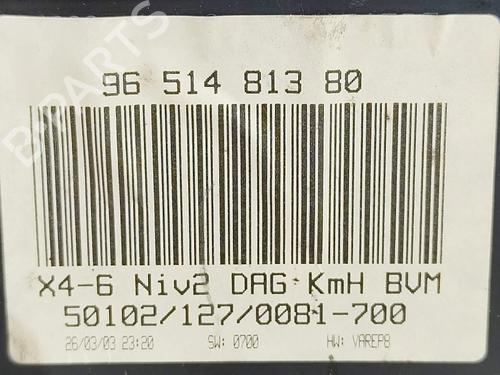 B-PARTS
96 514 813 80
X4-6 Niv2 DAG KmH BVM
50102/127/0081-700
26/03/03 23:20 SW: 0700 HW: VAREP8